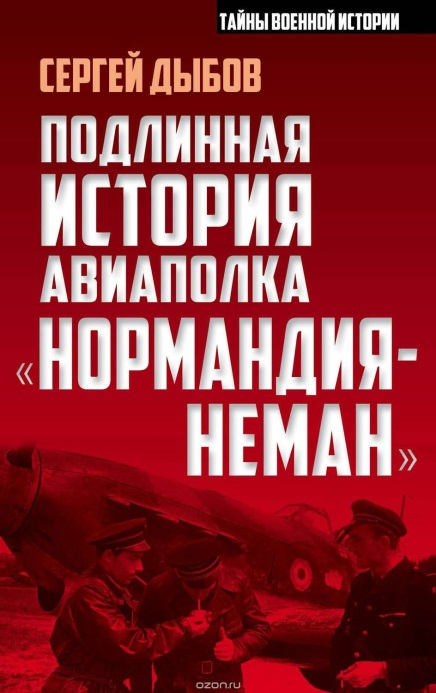 ТАЙНЫ ВОЕННОЙ ИСТОРИИ
СЕРГЕЙ ДЫБОВ
ПОДЛИННАЯ
ИСТОРИЯ
АВИАПОЛКА
«НОРМАНДИЯ-
НЕМАН»
ozon.ru